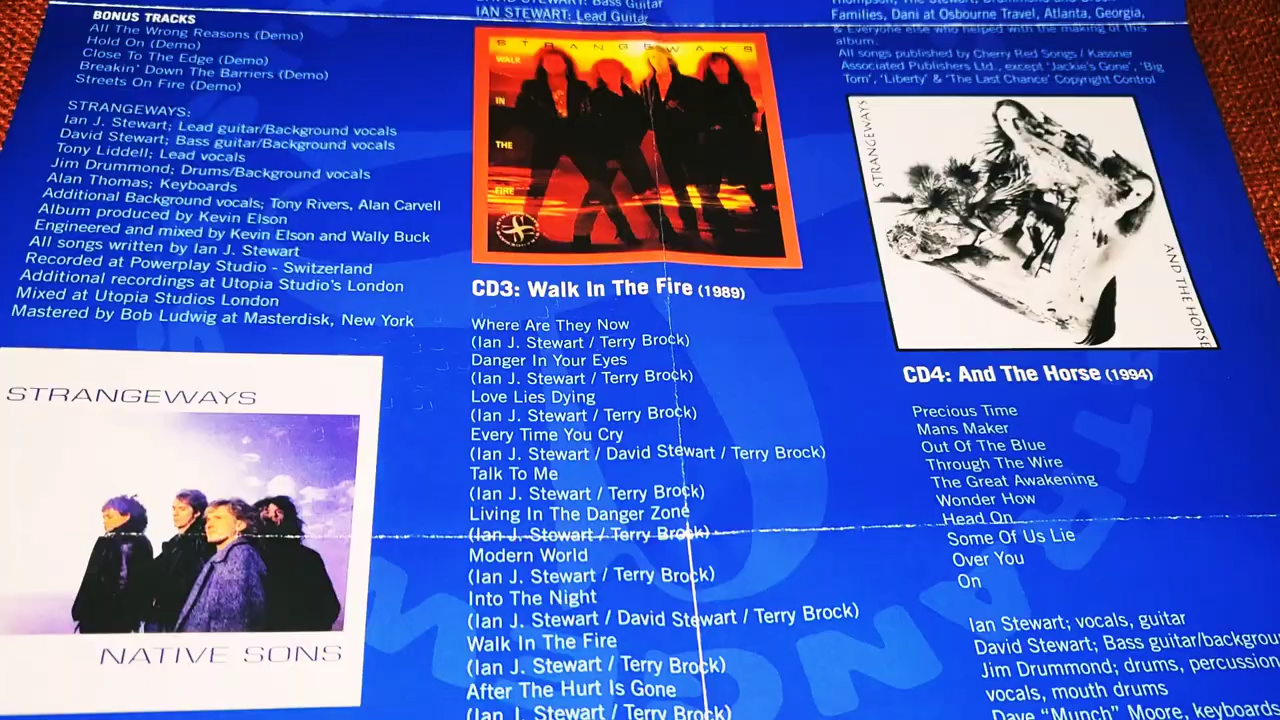 BONUS TRACKS
All The Wrong Reasons (Demo)
Hold On (Demo)
Close To The Edge (Demo)
Breakin' Down The Barriers (Demo)
Streets On Fire (Demo)
STRANGEWAYS:
Ian J. Stewart; Lead guitar/Background vocals
David Stewart; Bass guitar/Background vocals
Tony Liddell; Lead vocals
Jim Drummond; Drums/Background vocals
Alan Thomas; Keyboards
Additional Background vocals; Tony Rivers, Alan Carvell
Album produced by Kevin Elson
Engineered and mixed by Kevin Elson and Wally Buck
All songs written by Ian J. Stewart
Recorded at Powerplay Studio - Switzerland
Additional recordings at Utopia Studio's London
Mixed at Utopia Studios London
Mastered by Bob Ludwig at Masterdisk, New York
STRANGEWAYS
NATIVE SONS
DAVID STEWART: Bass Guitar
IAN STEWART: Lead Guitar
STRANGEWAYS
WALK
IN
THE
FIRE
CD3: Walk In The Fire (1989)
Where Are They Now
(Ian J. Stewart / Terry Brock)
Danger In Your Eyes
(Ian J. Stewart / Terry Brock)
Love Lies Dying
(Ian J. Stewart / Terry Brock)
Every Time You Cry
(Ian J. Stewart / David Stewart / Terry Brock)
Talk To Me
(Ian J. Stewart / Terry Brock)
Living In The Danger Zone
(Ian J. Stewart / Terry Brock)
Modern World
(Ian J. Stewart / Terry Brock)
Into The Night
(Ian J. Stewart / David Stewart / Terry Brock)
Walk In The Fire
(Ian J. Stewart / Terry Brock)
After The Hurt Is Gone
(Ian J. Stewart / Terry Brock)
Families, Dani at Osbourne Travel, Atlanta, Georgia,
& Everyone else who helped with the making of this
album.
All songs published by Cherry Red Songs / Kassner
Associated Publishers Ltd., except 'Jackie's Gone', 'Big
Tom', 'Liberty' & 'The Last Chance' Copyright Control
STRANGEWAYS
AND THE HORSE
CD4: And The Horse (1994)
Precious Time
Mans Maker
Out Of The Blue
Through The Wire
The Great Awakening
Wonder How
Head On
Some Of Us Lie
Over You
On
Ian Stewart; vocals, guitar
David Stewart; Bass guitar/backgrou
Jim Drummond; drums, percussion
vocals, mouth drums
Dave "Munch" Moore, keyboards